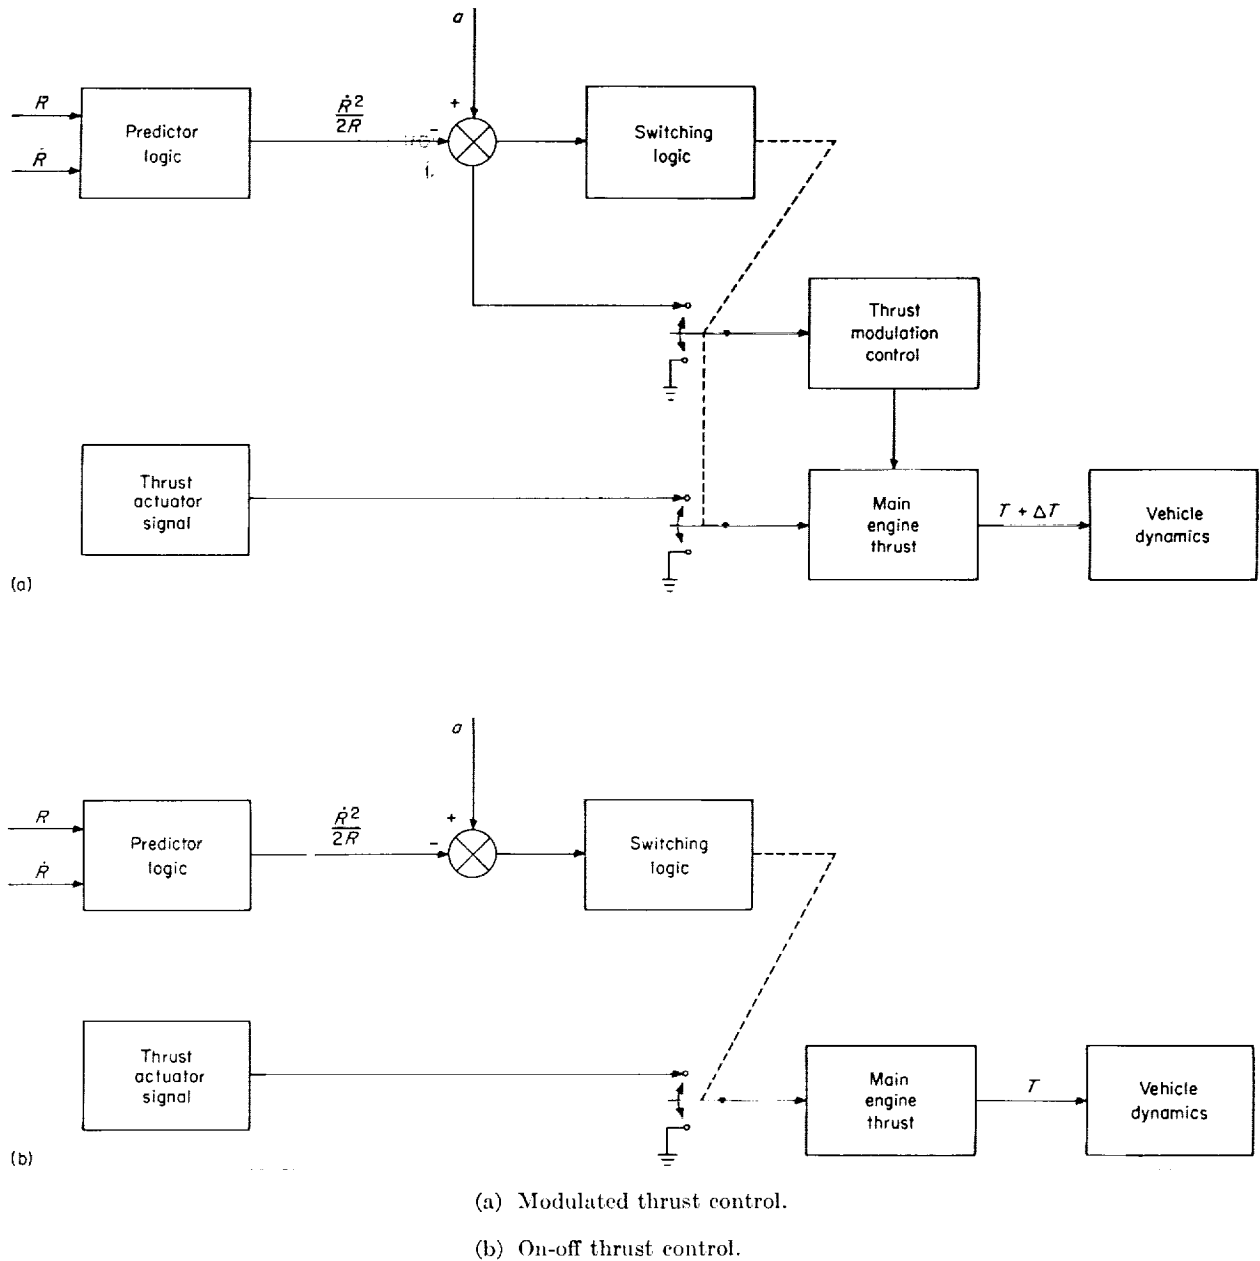 a
R
Ṙ
Predictor
logic
Ṙ²
2R
+
−
Switching
logic
Thrust
modulation
control
Thrust
actuator
signal
Main
engine
thrust
T + ΔT
Vehicle
dynamics
(a)
a
R
Ṙ
Predictor
logic
Ṙ²
2R
+
−
Switching
logic
Thrust
actuator
signal
Main
engine
thrust
T
Vehicle
dynamics
(b)
(a) Modulated thrust control.
(b) On-off thrust control.